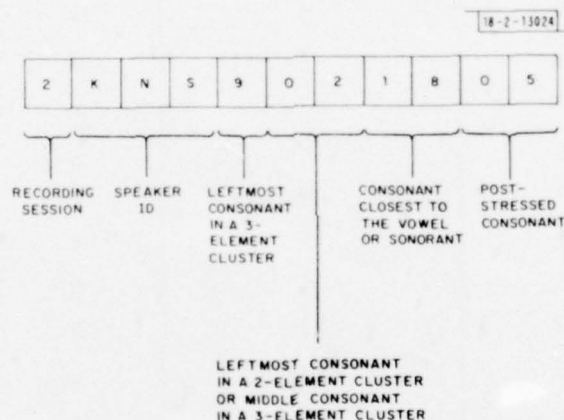 18-2-13024
2 K N S 9 0 2 1 8 0 5
RECORDING SESSION
SPEAKER ID
LEFTMOST CONSONANT IN A 3-ELEMENT CLUSTER
CONSONANT CLOSEST TO THE VOWEL OR SONORANT
POST-STRESSED CONSONANT
LEFTMOST CONSONANT
IN A 2-ELEMENT CLUSTER
OR MIDDLE CONSONANT
IN A 3-ELEMENT CLUSTER